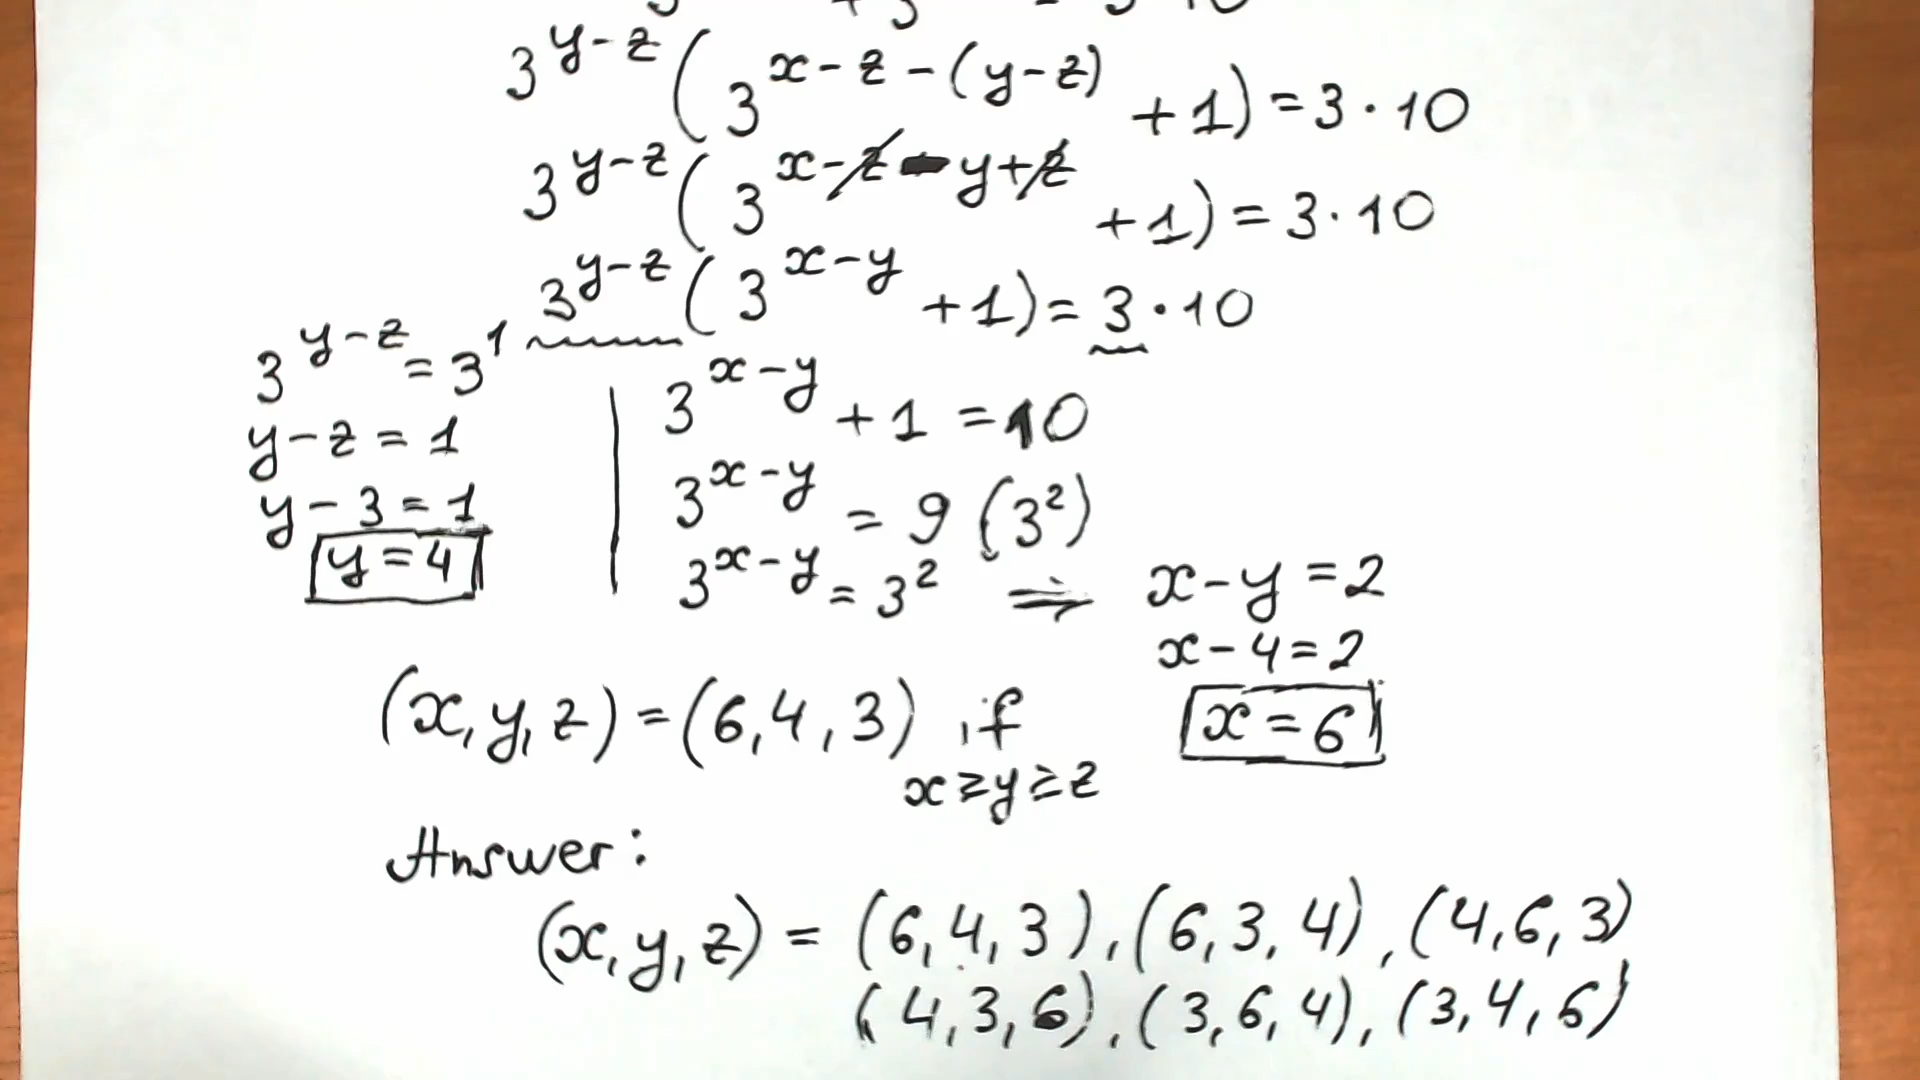 3^{y-z}(3^{x-z-(y-z)} + 1) = 3 · 10
3^{y-z}(3^{x-z-y+z} + 1) = 3 · 10
3^{y-z}(3^{x-y} + 1) = 3 · 10
3^{y-z} = 3^1
y - z = 1
y - 3 = 1
y = 4
3^{x-y} + 1 = 10
3^{x-y} = 9 (3^2)
3^{x-y} = 3^2 ⇒ x - y = 2
x - 4 = 2
x = 6
(x, y, z) = (6, 4, 3) if
x ≥ y ≥ z
Answer:
(x, y, z) = (6, 4, 3), (6, 3, 4), (4, 6, 3)
(4, 3, 6), (3, 6, 4), (3, 4, 6)